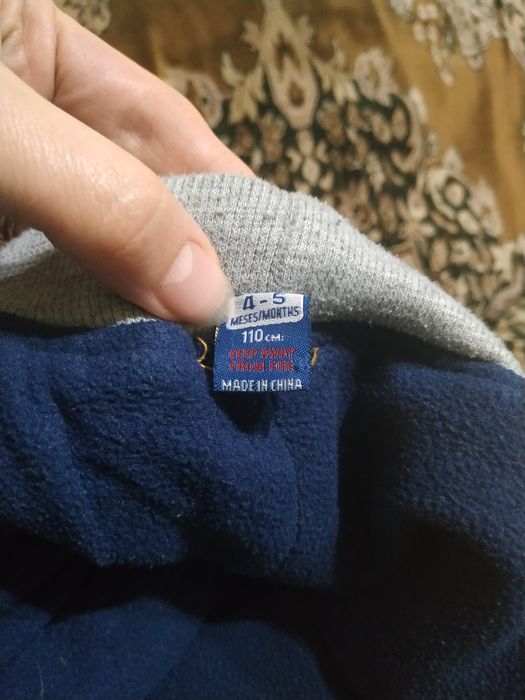 4-5
MESES/MONTHS
110 CM.
KEEP AWAY
FROM FIRE
MADE IN CHINA